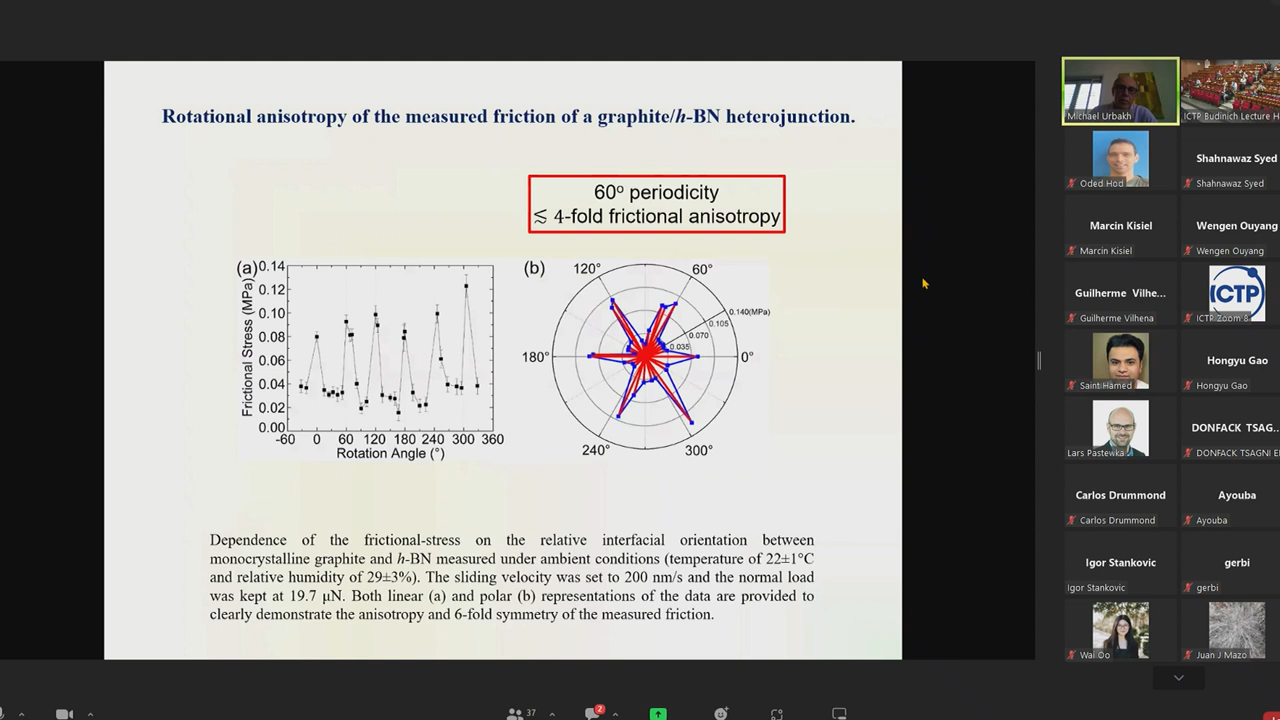 Rotational anisotropy of the measured friction of a graphite/h-BN heterojunction.
60° periodicity
≲ 4-fold frictional anisotropy
(a)
0.14
0.12
0.10
0.08
0.06
0.04
0.02
0.00
Frictional Stress (MPa)
-60 0 60 120 180 240 300 360
Rotation Angle (°)
(b)
120° 60°
0.140(MPa)
0.105
0.070
0.035
180° 0°
240° 300°
Dependence of the frictional-stress on the relative interfacial orientation between
monocrystalline graphite and h-BN measured under ambient conditions (temperature of 22±1°C
and relative humidity of 29±3%). The sliding velocity was set to 200 nm/s and the normal load
was kept at 19.7 μN. Both linear (a) and polar (b) representations of the data are provided to
clearly demonstrate the anisotropy and 6-fold symmetry of the measured friction.
Michael Urbakh
ICTP Budinich Lecture H
Oded Hod
Shahnawaz Syed
Shahnawaz Syed
Marcin Kisiel
Marcin Kisiel
Wengen Ouyang
Wengen Ouyang
Guilherme Vilhe...
Guilherme Vilhena
ICTP
ICTP Zoom 8
Saint Hamed
Hongyu Gao
Hongyu Gao
Lars Pastewka
DONFACK TSAG...
DONFACK TSAGNI E
Carlos Drummond
Carlos Drummond
Ayouba
Ayouba
Igor Stankovic
Igor Stankovic
gerbi
gerbi
Wai Oo
Juan J Mazo
37
2